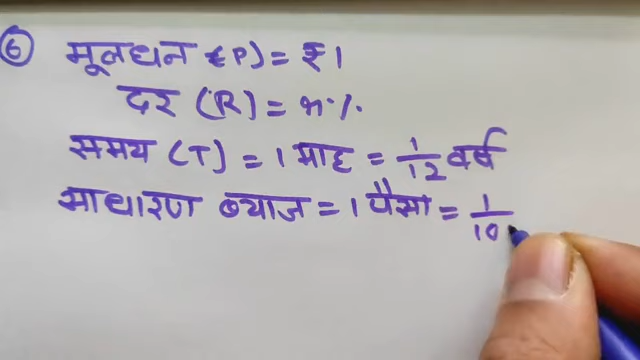 ⑥ मूलधन (P) = ₹1
दर (R) = n%
समय (T) = 1 माह = 1/12 वर्ष
साधारण ब्याज = 1 पैसा = 1/10